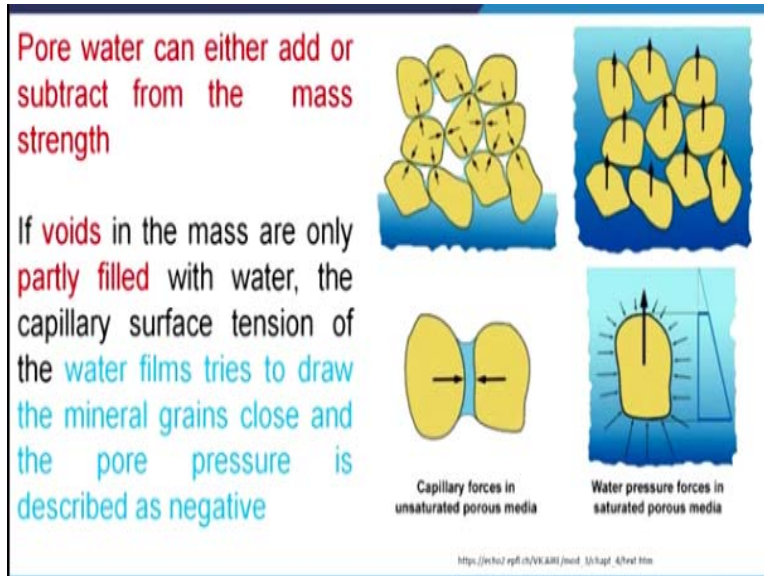 Pore water can either add or
subtract from the mass
strength
If voids in the mass are only
partly filled with water, the
capillary surface tension of
the water films tries to draw
the mineral grains close and
the pore pressure is
described as negative
Capillary forces in
unsaturated porous media
Water pressure forces in
saturated porous media